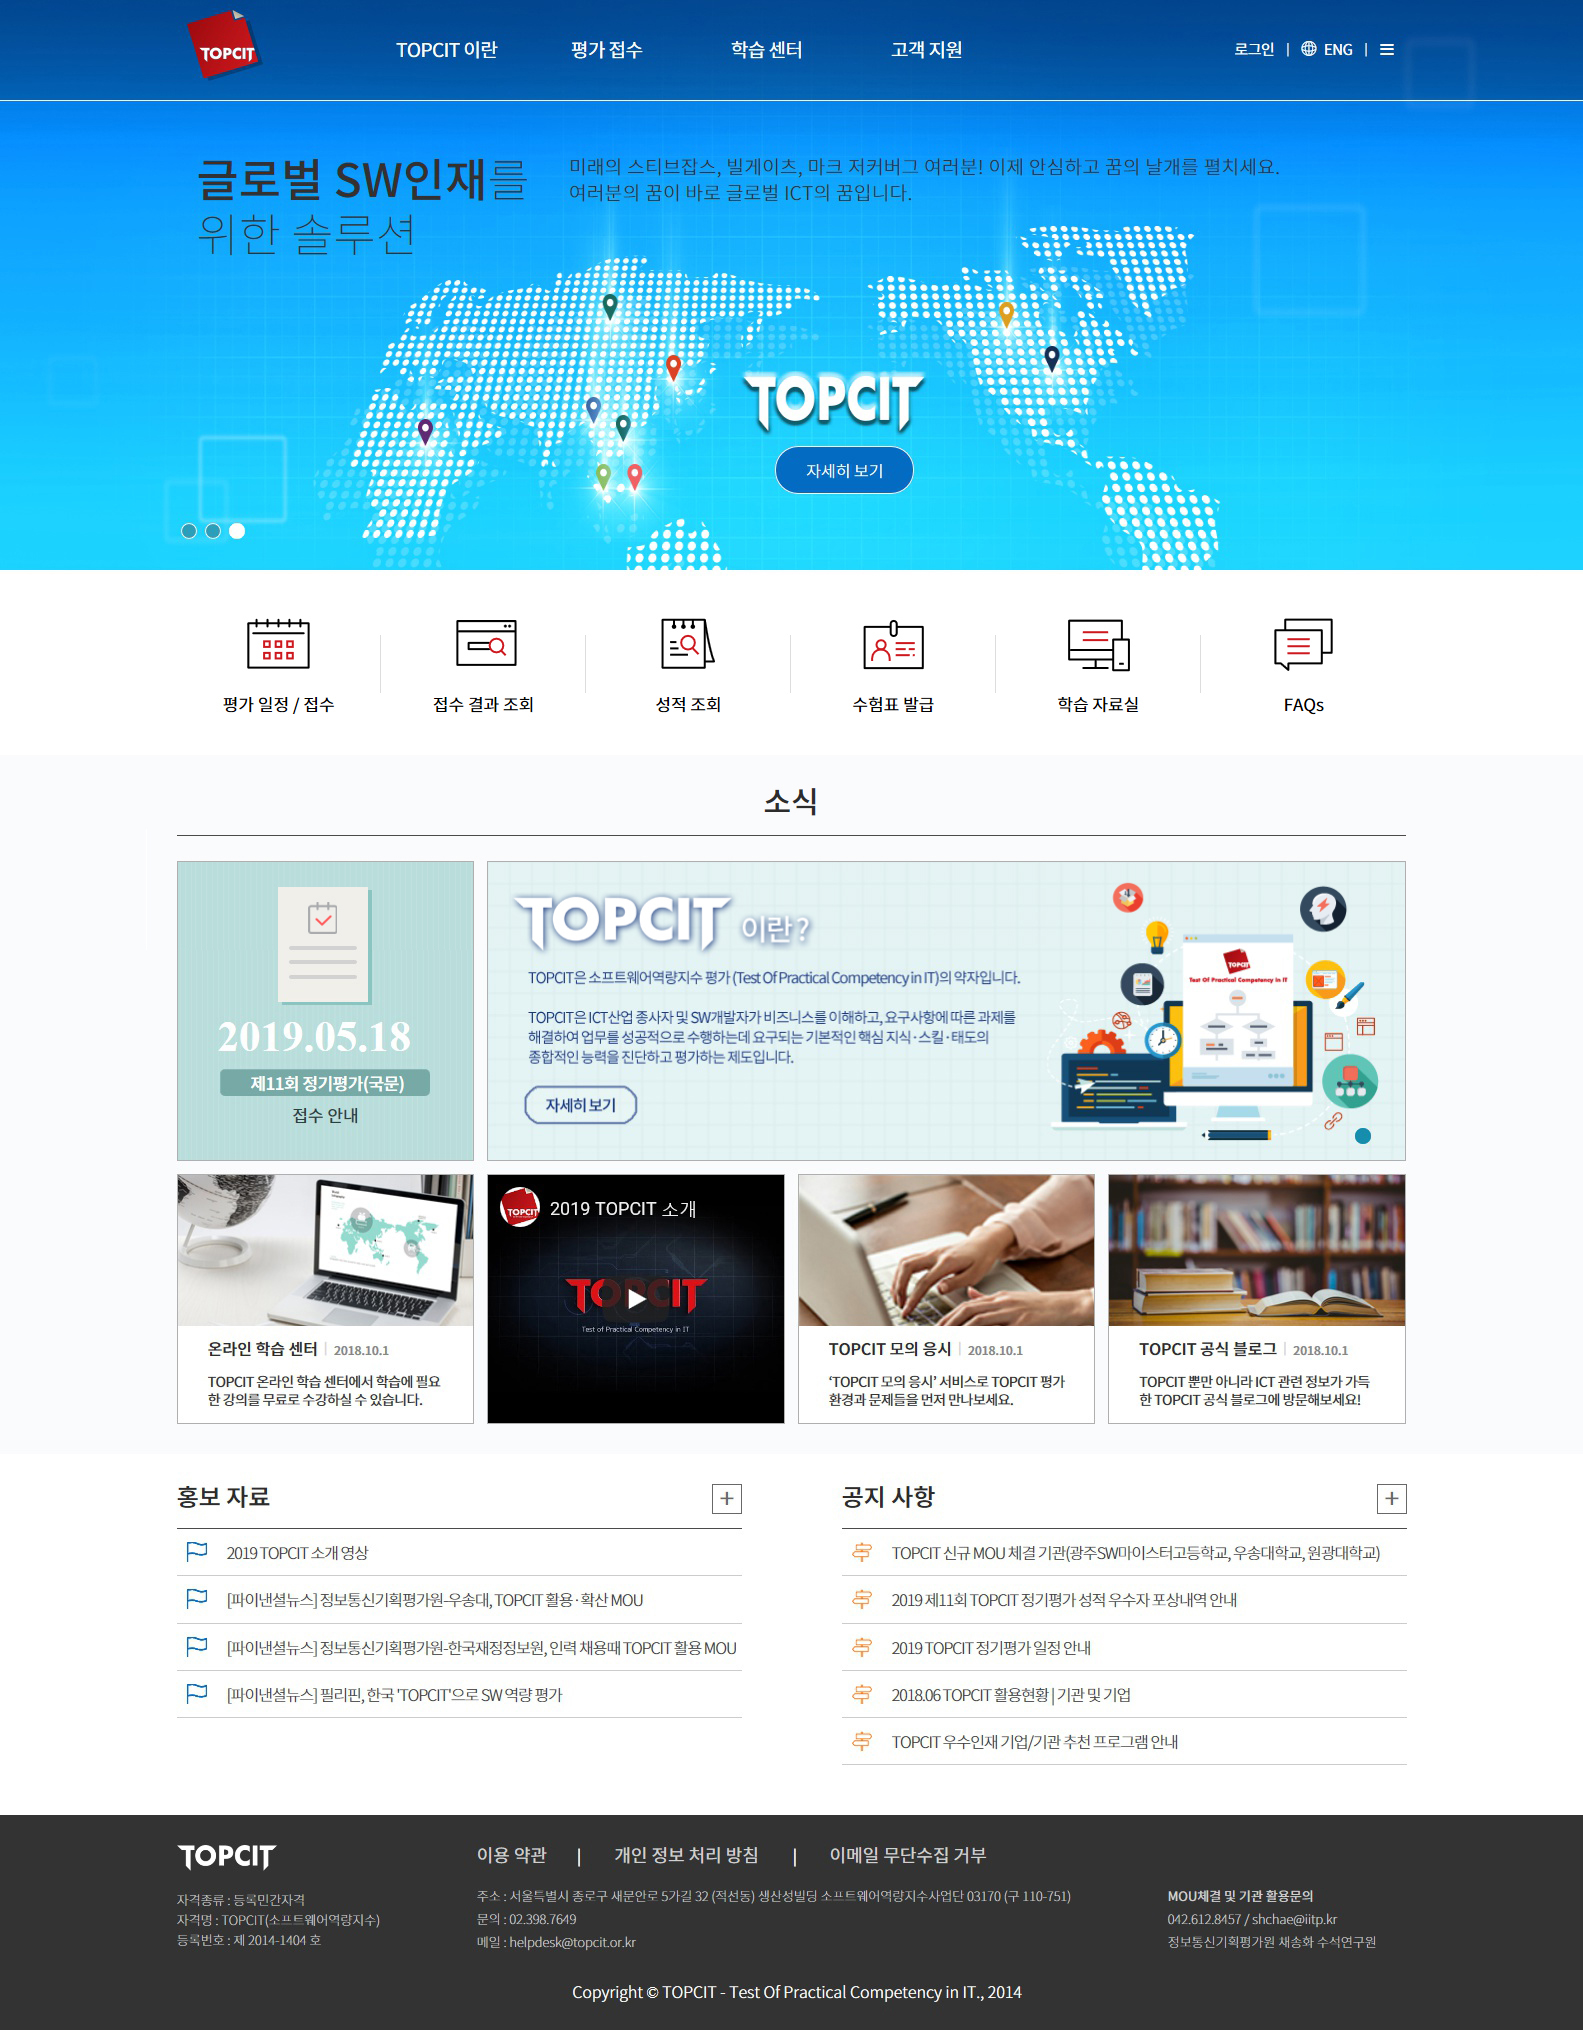 TOPCIT
TOPCIT 이란
평가 접수
학습 센터
고객 지원
로그인 | ENG |
글로벌 SW인재를
위한 솔루션
미래의 스티브잡스, 빌게이츠, 마크 저커버그 여러분! 이제 안심하고 꿈의 날개를 펼치세요.
여러분의 꿈이 바로 글로벌 ICT의 꿈입니다.
TOPCIT
자세히 보기
평가 일정 / 접수
접수 결과 조회
성적 조회
수험표 발급
학습 자료실
FAQs
소식
2019.05.18
제11회 정기평가(국문)
접수 안내
TOPCIT 이란?
TOPCIT은 소프트웨어역량지수 평가 (Test Of Practical Competency in IT)의 약자입니다.
TOPCIT은 ICT산업 종사자 및 SW개발자가 비즈니스를 이해하고, 요구사항에 따른 과제를
해결하여 업무를 성공적으로 수행하는데 요구되는 기본적인 핵심 지식·스킬·태도의
종합적인 능력을 진단하고 평가하는 제도입니다.
자세히 보기
TOPCIT
Test Of Practical Competency In IT
온라인 학습 센터 | 2018.10.1
TOPCIT 온라인 학습 센터에서 학습에 필요
한 강의를 무료로 수강하실 수 있습니다.
TOPCIT
2019 TOPCIT 소개
TOPCIT
Test of Practical Competency in IT
TOPCIT 모의 응시 | 2018.10.1
‘TOPCIT 모의 응시’ 서비스로 TOPCIT 평가
환경과 문제들을 먼저 만나보세요.
TOPCIT 공식 블로그 | 2018.10.1
TOPCIT 뿐만 아니라 ICT 관련 정보가 가득
한 TOPCIT 공식 블로그에 방문해보세요!
홍보 자료
2019 TOPCIT 소개 영상
[파이낸셜뉴스] 정보통신기획평가원-우송대, TOPCIT 활용·확산 MOU
[파이낸셜뉴스] 정보통신기획평가원-한국재정정보원, 인력 채용때 TOPCIT 활용 MOU
[파이낸셜뉴스] 필리핀, 한국 'TOPCIT'으로 SW 역량 평가
공지 사항
TOPCIT 신규 MOU 체결 기관(광주SW마이스터고등학교, 우송대학교, 원광대학교)
2019 제11회 TOPCIT 정기평가 성적 우수자 포상내역 안내
2019 TOPCIT 정기평가 일정 안내
2018.06 TOPCIT 활용현황 | 기관 및 기업
TOPCIT 우수인재 기업/기관 추천 프로그램 안내
TOPCIT
자격종류 : 등록민간자격
자격명 : TOPCIT(소프트웨어역량지수)
등록번호 : 제 2014-1404 호
이용 약관 | 개인 정보 처리 방침 | 이메일 무단수집 거부
주소 : 서울특별시 종로구 새문안로 5가길 32 (적선동) 생산성빌딩 소프트웨어역량지수사업단 03170 (구 110-751)
문의 : 02.398.7649
메일 : helpdesk@topcit.or.kr
MOU체결 및 기관 활용문의
042.612.8457 / shchae@iitp.kr
정보통신기획평가원 채송화 수석연구원
Copyright © TOPCIT - Test Of Practical Competency in IT., 2014